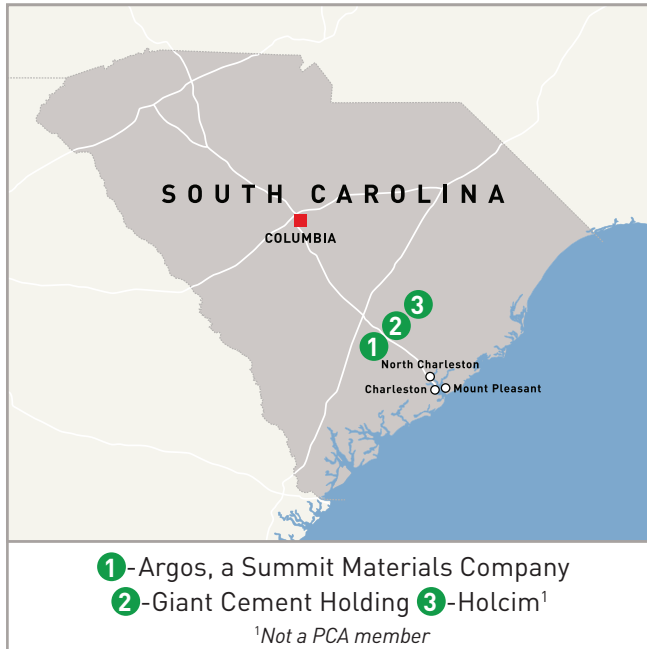 SOUTH CAROLINA
COLUMBIA
3
2
1
North Charleston
Charleston
Mount Pleasant
1-Argos, a Summit Materials Company
2-Giant Cement Holding 3-Holcim¹
¹Not a PCA member